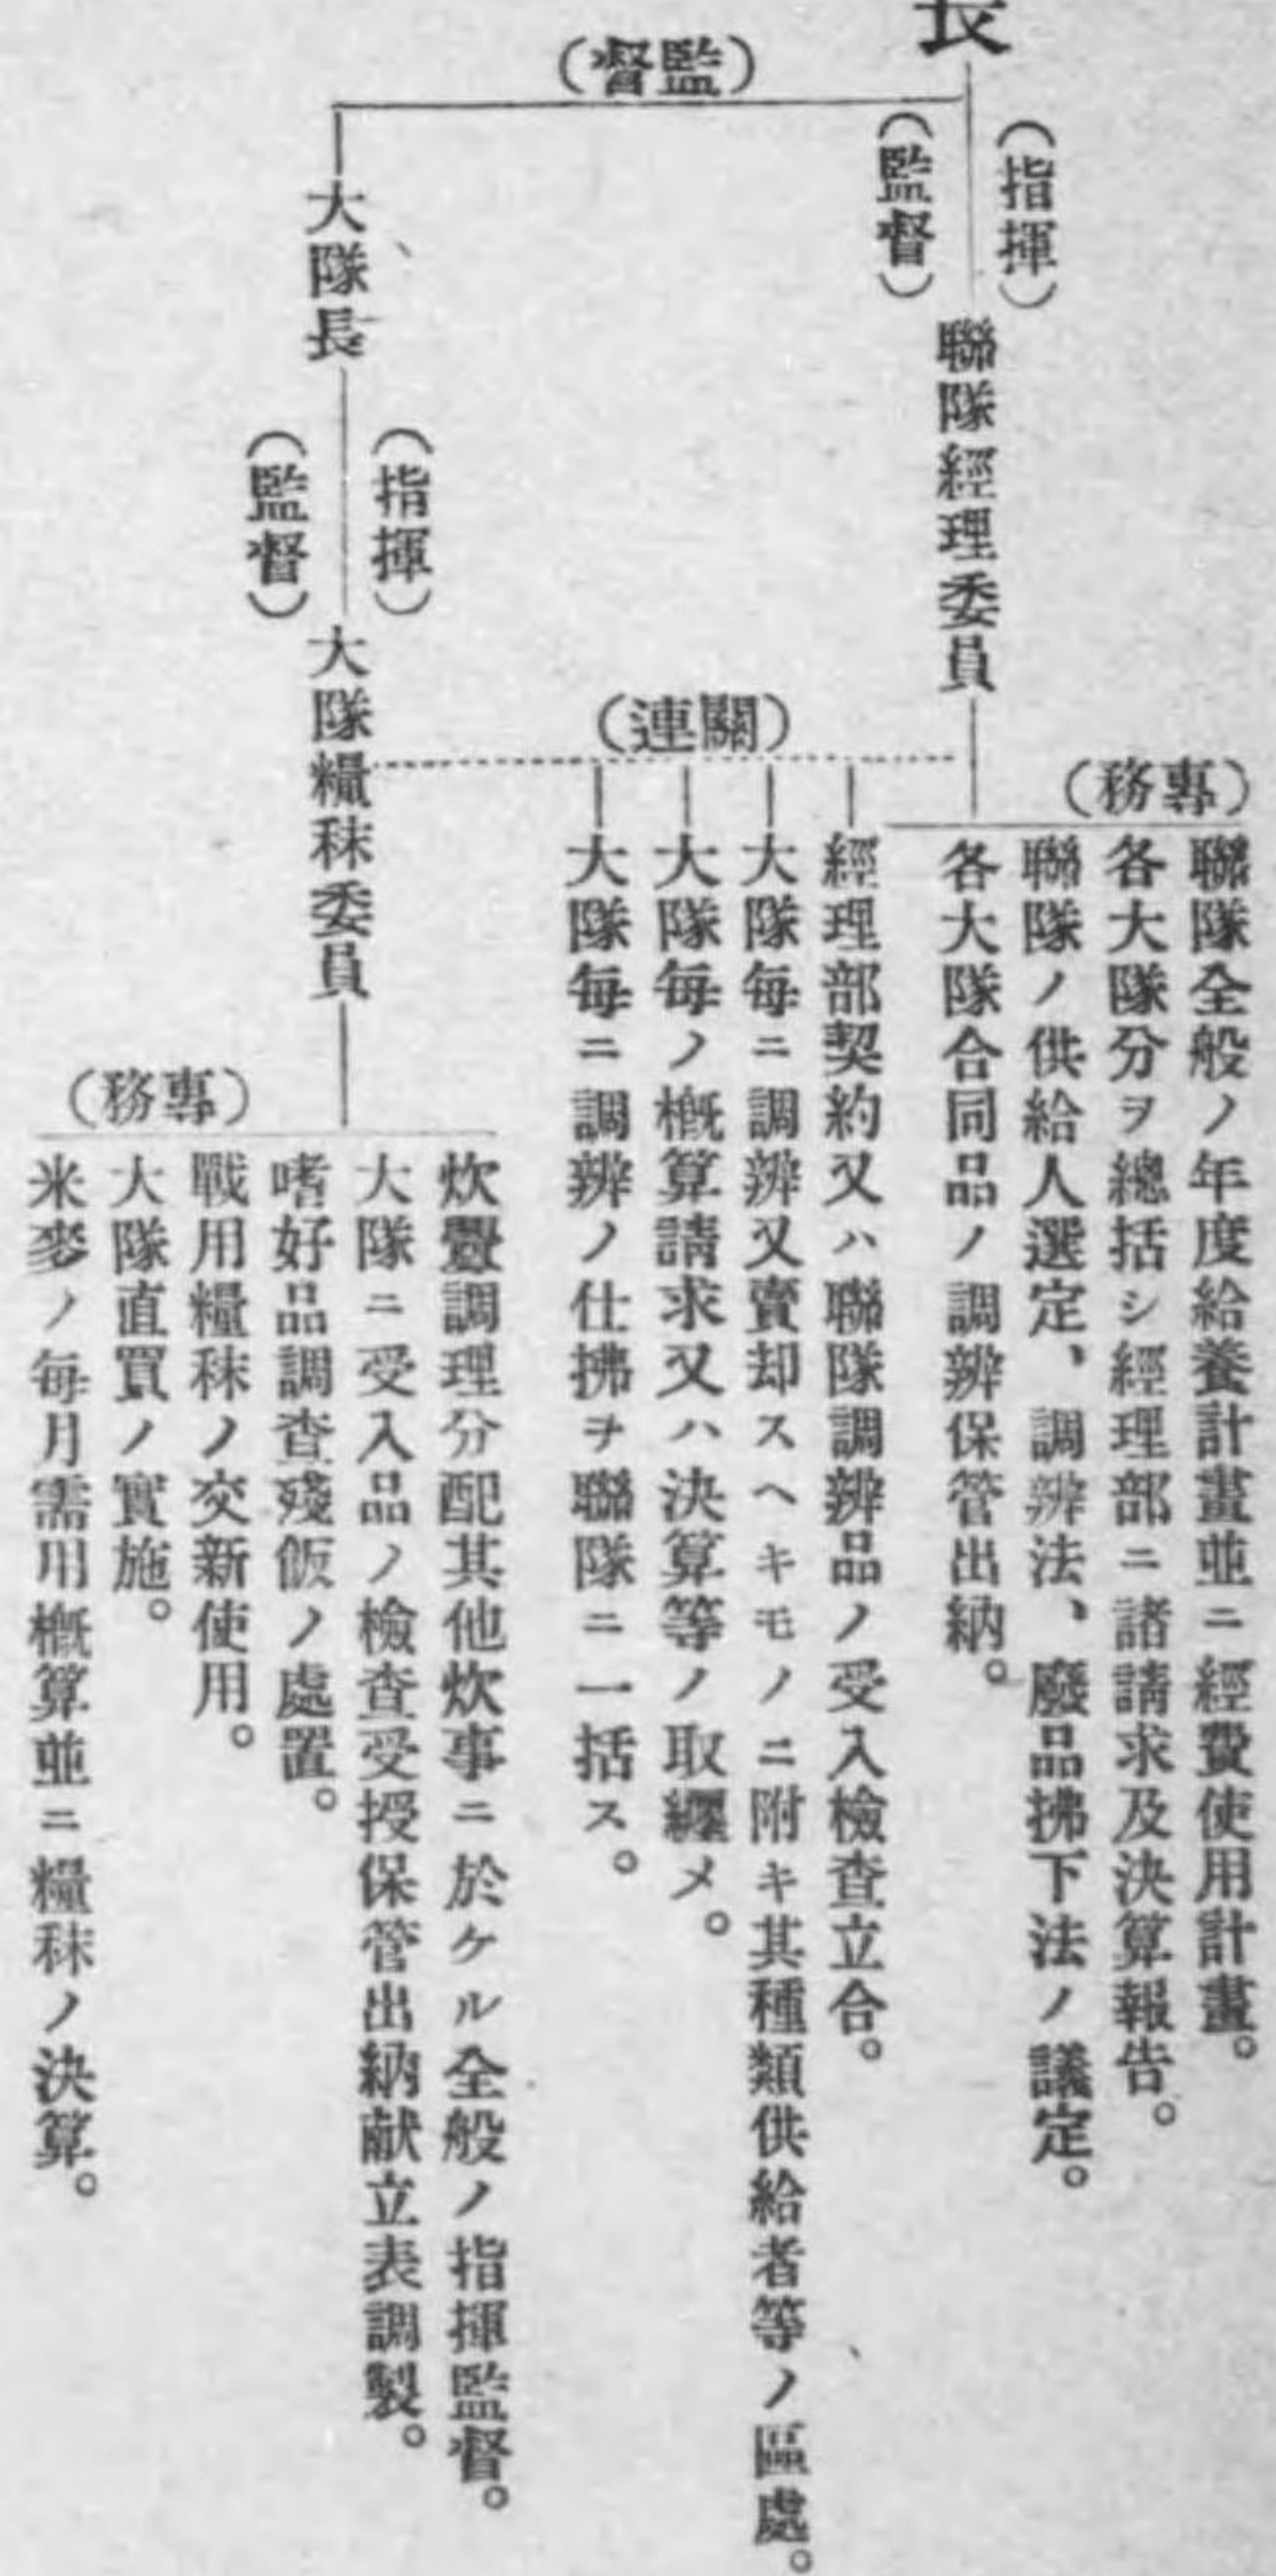 長
（監督）
（指揮）
（監督）
聯隊經理委員
（專務）
聯隊全般ノ年度給養計畫並ニ經費使用計畫。
各大隊分ヲ總括シ經理部ニ諸請求及決算報告。
聯隊ノ供給人選定、調辨法、廢品拂下法ノ議定。
各大隊合同品ノ調辨保管出納。
（關連）
經理部契約又ハ聯隊調辨品ノ受入檢查立合。
大隊每ニ調辨又賣却スヘキモノニ附キ其種類供給者等ノ區處。
大隊每ノ概算請求又ハ決算等ノ取纒メ。
大隊每ニ調辨ノ仕拂ヲ聯隊ニ一括ス。
大隊長
（指揮）
（監督）
大隊糧秣委員
（專務）
炊爨調理分配其他炊事ニ於ケル全般ノ指揮監督。
大隊ニ受入品ノ檢查受授保管出納献立表調製。
嗜好品調查殘飯ノ處置。
戰用糧秣ノ交新使用。
大隊直買ノ實施。
米麥ノ每月需用概算並ニ糧秣ノ決算。